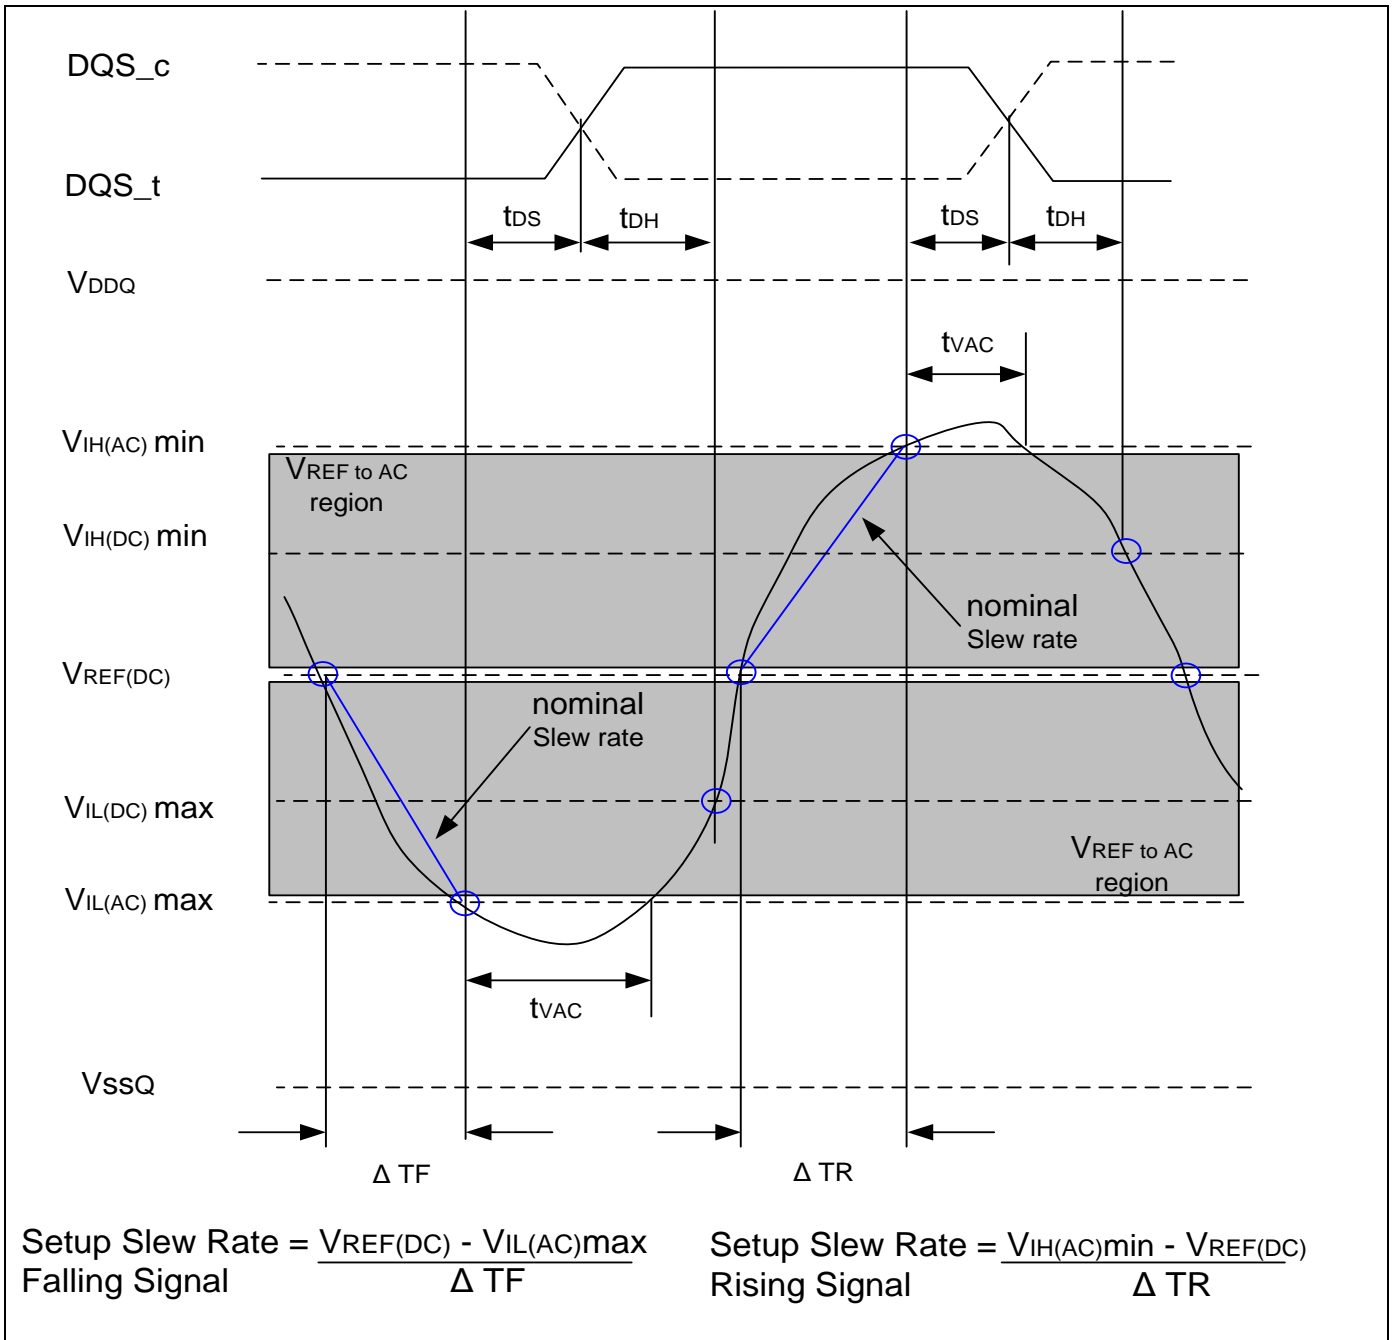 DQS_c
DQS_t
tDS
tDH
tDS
tDH
VDDQ
tVAC
VIH(AC) min
VREF to AC
region
VIH(DC) min
nominal
Slew rate
VREF(DC)
nominal
Slew rate
VIL(DC) max
VREF to AC
region
VIL(AC) max
tVAC
VssQ
Δ TF
Δ TR
Setup Slew Rate = VREF(DC) - VIL(AC)max
Falling Signal Δ TF
Setup Slew Rate = VIH(AC)min - VREF(DC)
Rising Signal Δ TR